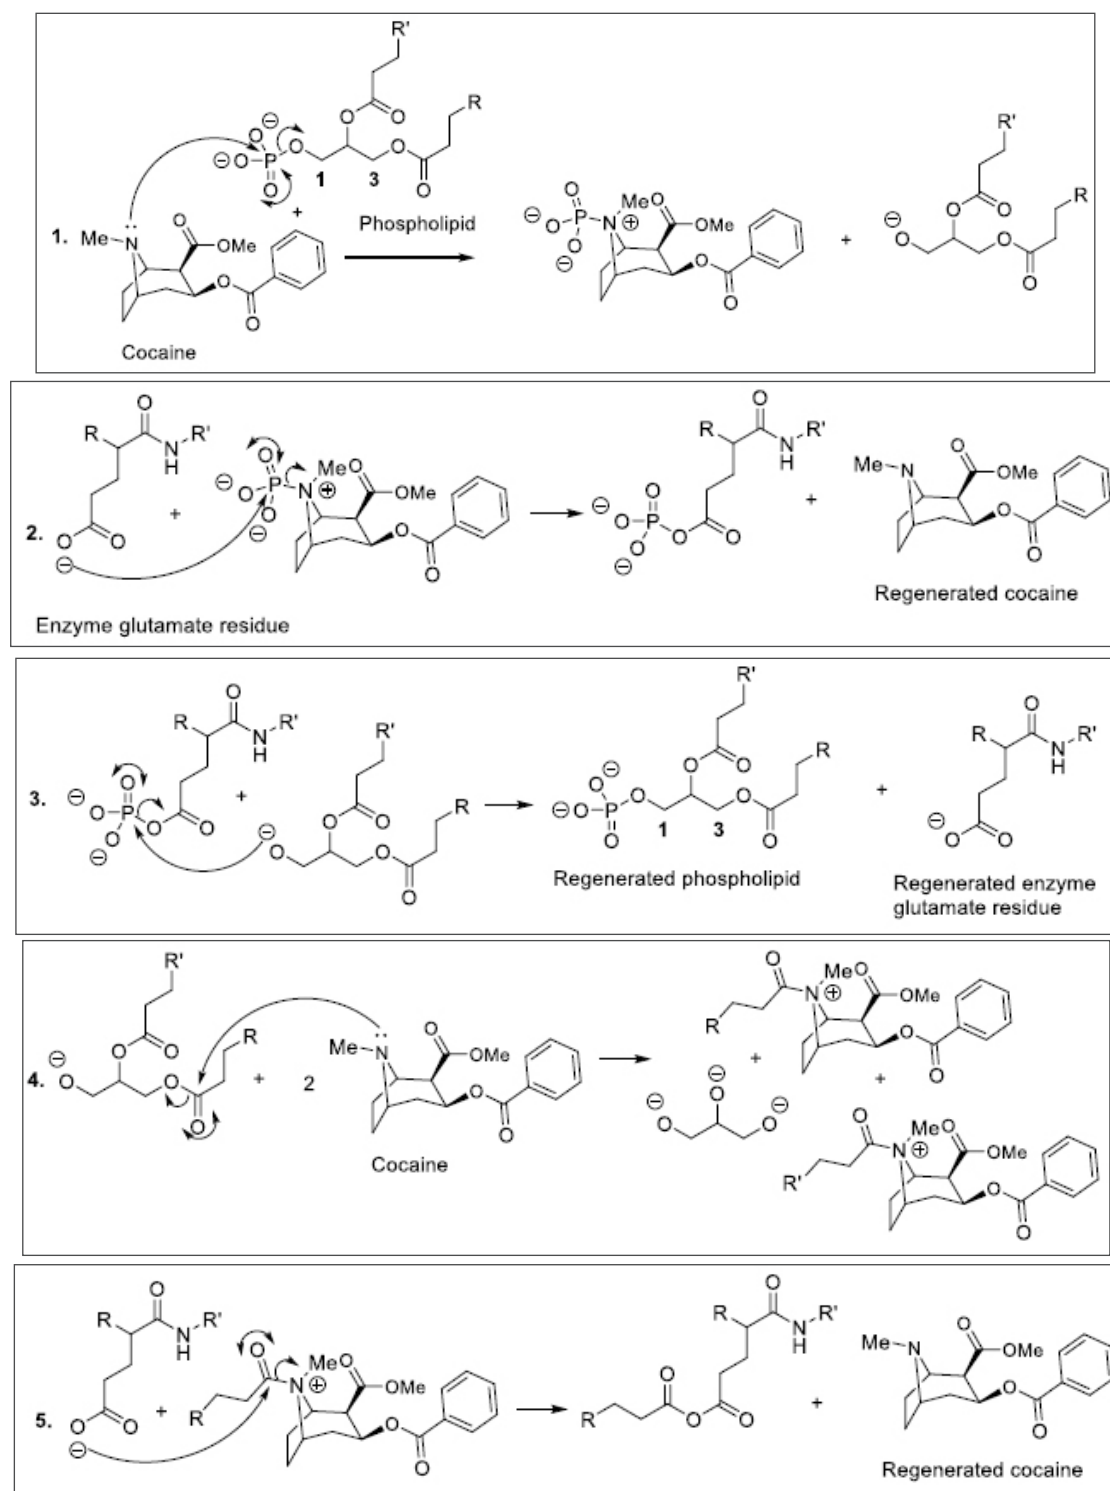 R'
O
O
O
R
O
P
O
O
O
O
O
1
3
+
Phospholipid
1.
Me
N
O
OMe
O
O
Cocaine
O
O
P
O
N
Me
O
OMe
O
O
+
R'
O
O
O
O
O
R
R
O
N
H
R'
O
O
+
2.
Enzyme glutamate residue
O
O
P
O
N
Me
O
OMe
O
O
R
O
N
H
R'
O
O
P
O
O
O
+
Me
N
O
OMe
O
O
Regenerated cocaine
3.
R
O
N
H
R'
O
O
P
O
O
O
+
R'
O
O
O
O
O
R
R'
O
O
O
O
R
O
O
P
O
O
1
3
Regenerated phospholipid
+
R
O
N
H
R'
O
O
Regenerated enzyme
glutamate residue
4.
R'
O
O
O
O
O
R
+
2
Me
N
O
OMe
O
O
Cocaine
O
R
N
Me
O
OMe
O
O
+
+
O
O
O
O
R'
N
Me
O
OMe
O
O
5.
R
O
N
H
R'
O
O
+
O
R
N
Me
O
OMe
O
O
R
O
N
H
R'
O
R
O
O
+
Me
N
O
OMe
O
O
Regenerated cocaine